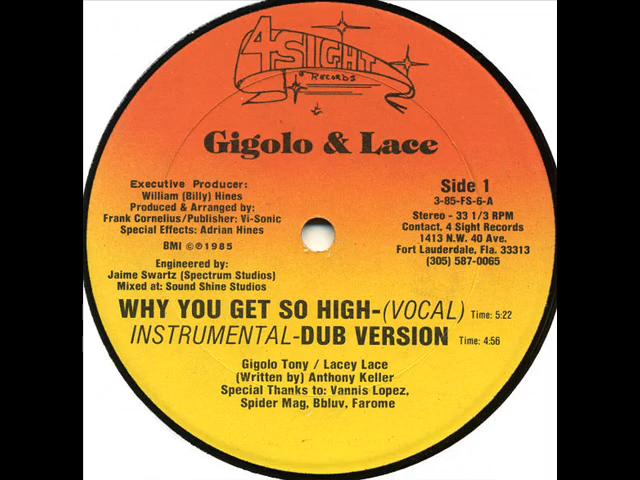 4 SIGHT
RECORDS
Gigolo & Lace
Executive Producer:
William (Billy) Hines
Produced & Arranged by:
Frank Cornelius/Publisher: Vi-Sonic
Special Effects: Adrian Hines
BMI ©℗1985
Engineered by:
Jaime Swartz (Spectrum Studios)
Mixed at: Sound Shine Studios
Side 1
3-85-FS-6-A
Stereo - 33 1/3 RPM
Contact, 4 Sight Records
1413 N.W. 40 Ave.
Fort Lauderdale, Fla. 33313
(305) 587-0065
WHY YOU GET SO HIGH-(VOCAL) Time: 5:22
INSTRUMENTAL-DUB VERSION Time: 4:56
Gigolo Tony / Lacey Lace
(Written by) Anthony Keller
Special Thanks to: Vannis Lopez,
Spider Mag, Bbluv, Farome